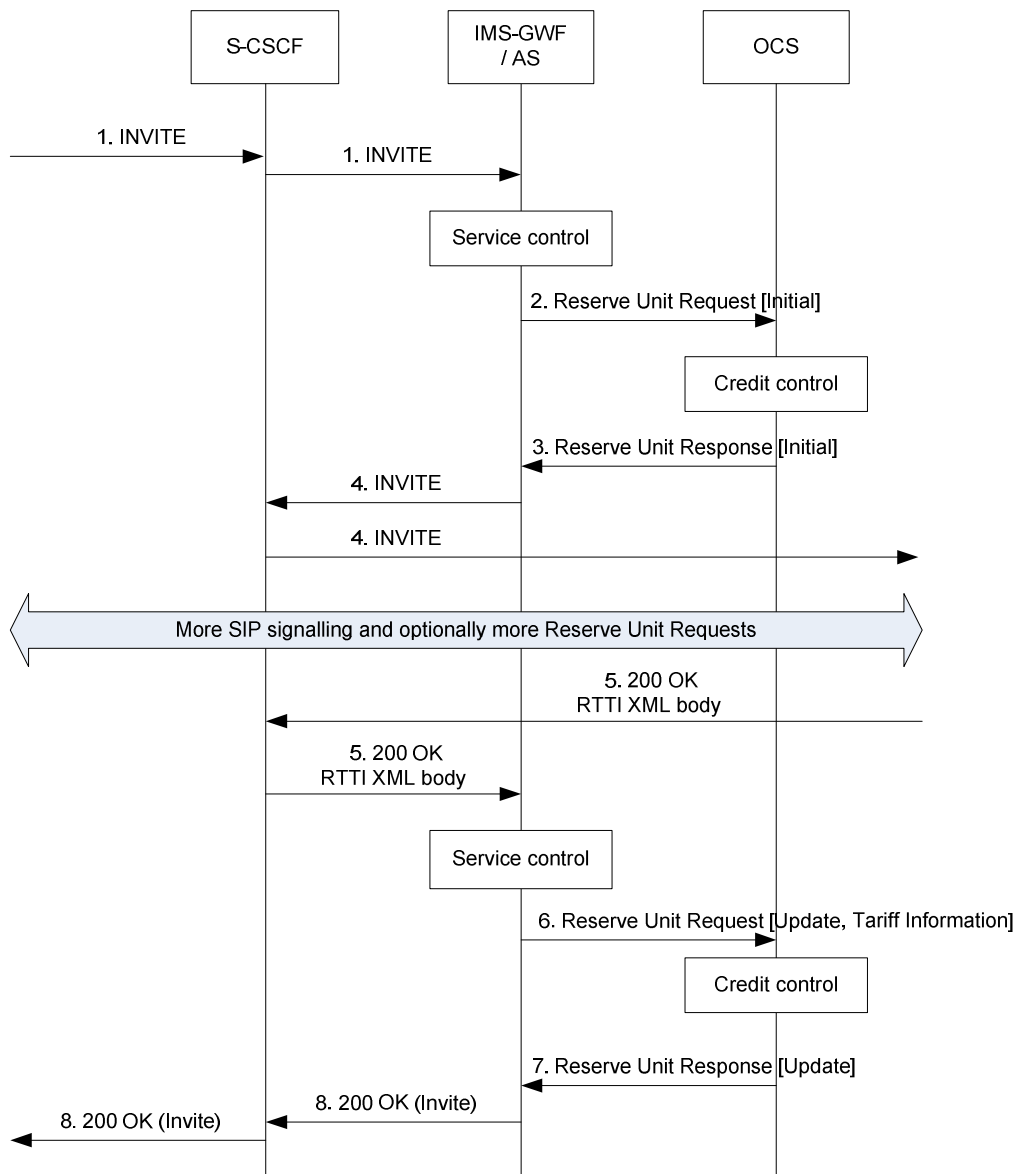 S-CSCF
IMS-GWF
/ AS
OCS
1. INVITE
1. INVITE
Service control
2. Reserve Unit Request [Initial]
Credit control
3. Reserve Unit Response [Initial]
4. INVITE
4. INVITE
More SIP signalling and optionally more Reserve Unit Requests
5. 200 OK
RTTI XML body
5. 200 OK
RTTI XML body
Service control
6. Reserve Unit Request [Update, Tariff Information]
Credit control
7. Reserve Unit Response [Update]
8. 200 OK (Invite)
8. 200 OK (Invite)